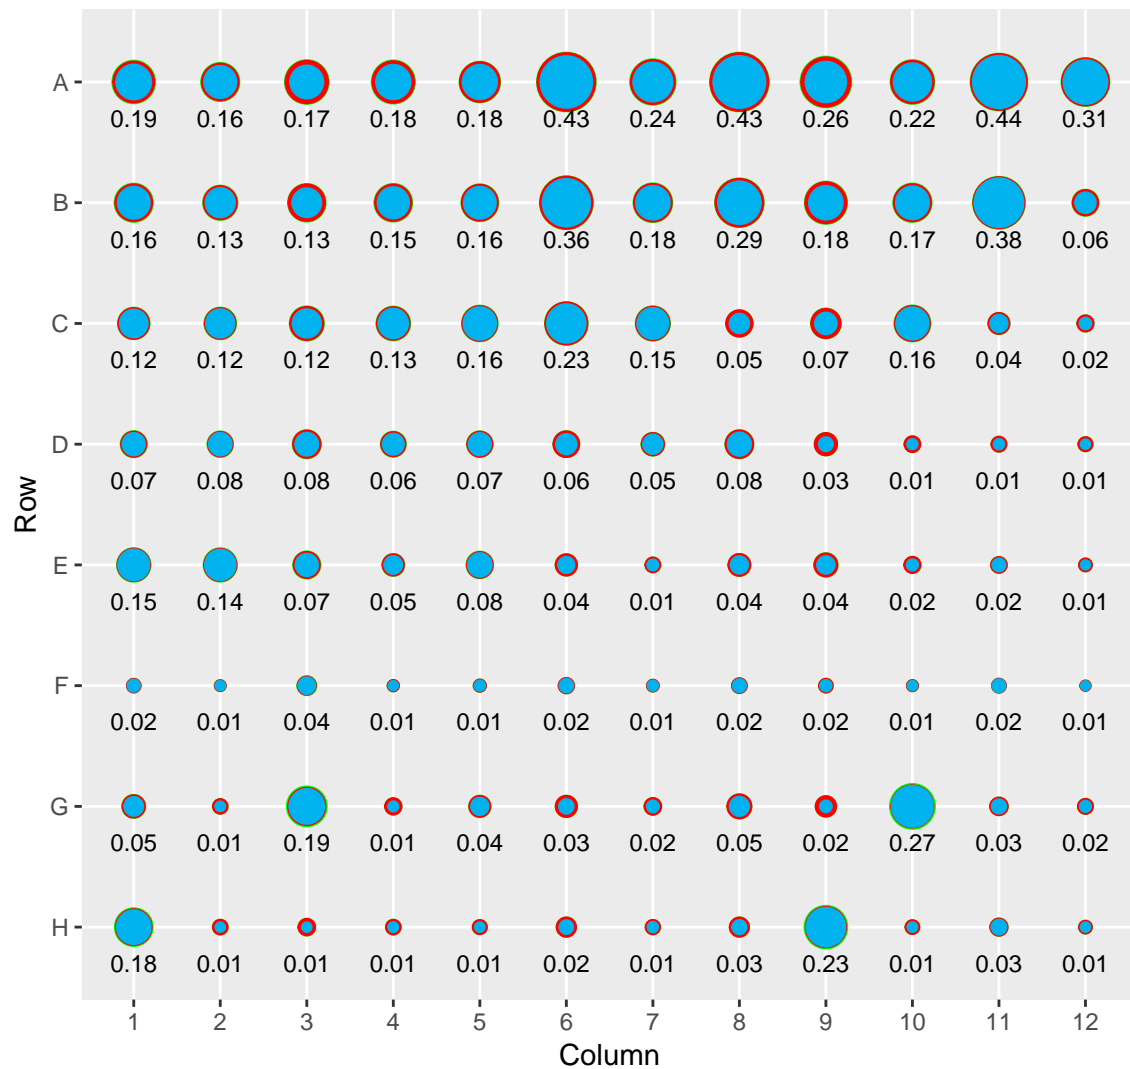 A
0.19 0.16 0.17 0.18 0.18 0.43 0.24 0.43 0.26 0.22 0.44 0.31
B
0.16 0.13 0.13 0.15 0.16 0.36 0.18 0.29 0.18 0.17 0.38 0.06
C
0.12 0.12 0.12 0.13 0.16 0.23 0.15 0.05 0.07 0.16 0.04 0.02
D
0.07 0.08 0.08 0.06 0.07 0.06 0.05 0.08 0.03 0.01 0.01 0.01
Row
E
0.15 0.14 0.07 0.05 0.08 0.04 0.01 0.04 0.04 0.02 0.02 0.01
F
0.02 0.01 0.04 0.01 0.01 0.02 0.01 0.02 0.02 0.01 0.02 0.01
G
0.05 0.01 0.19 0.01 0.04 0.03 0.02 0.05 0.02 0.27 0.03 0.02
H
0.18 0.01 0.01 0.01 0.01 0.02 0.01 0.03 0.23 0.01 0.03 0.01
1 2 3 4 5 6 7 8 9 10 11 12
Column